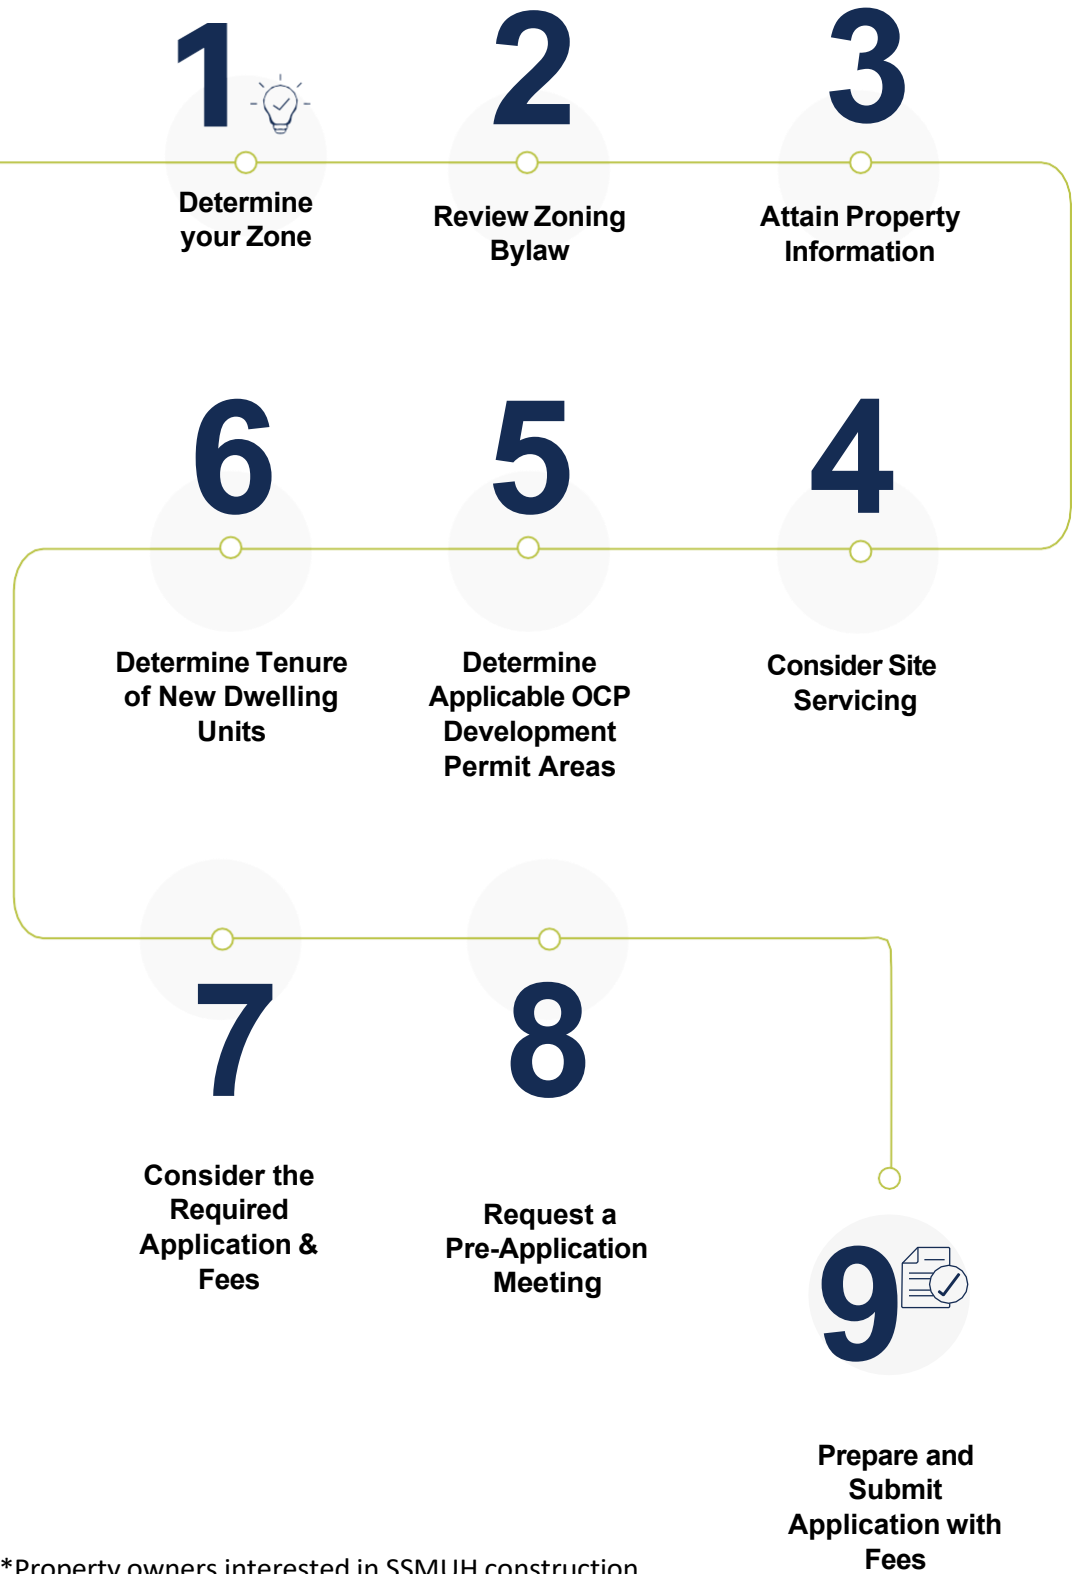 1
Determine
your Zone
2
Review Zoning
Bylaw
3
Attain Property
Information
4
Consider Site
Servicing
5
Determine
Applicable OCP
Development
Permit Areas
6
Determine Tenure
of New Dwelling
Units
7
Consider the
Required
Application &
Fees
8
Request a
Pre-Application
Meeting
9
Prepare and
Submit
Application with
Fees
*Property owners interested in SSMUH construction